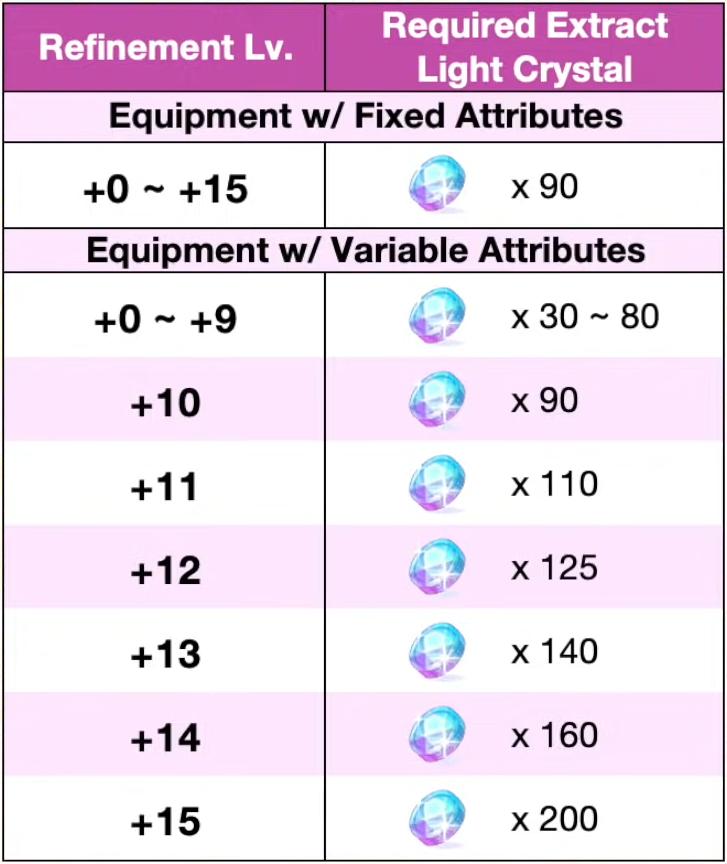 Refinement Lv.
Required Extract
Light Crystal
Equipment w/ Fixed Attributes
+0 ~ +15 x 90
Equipment w/ Variable Attributes
+0 ~ +9 x 30 ~ 80
+10 x 90
+11 x 110
+12 x 125
+13 x 140
+14 x 160
+15 x 200